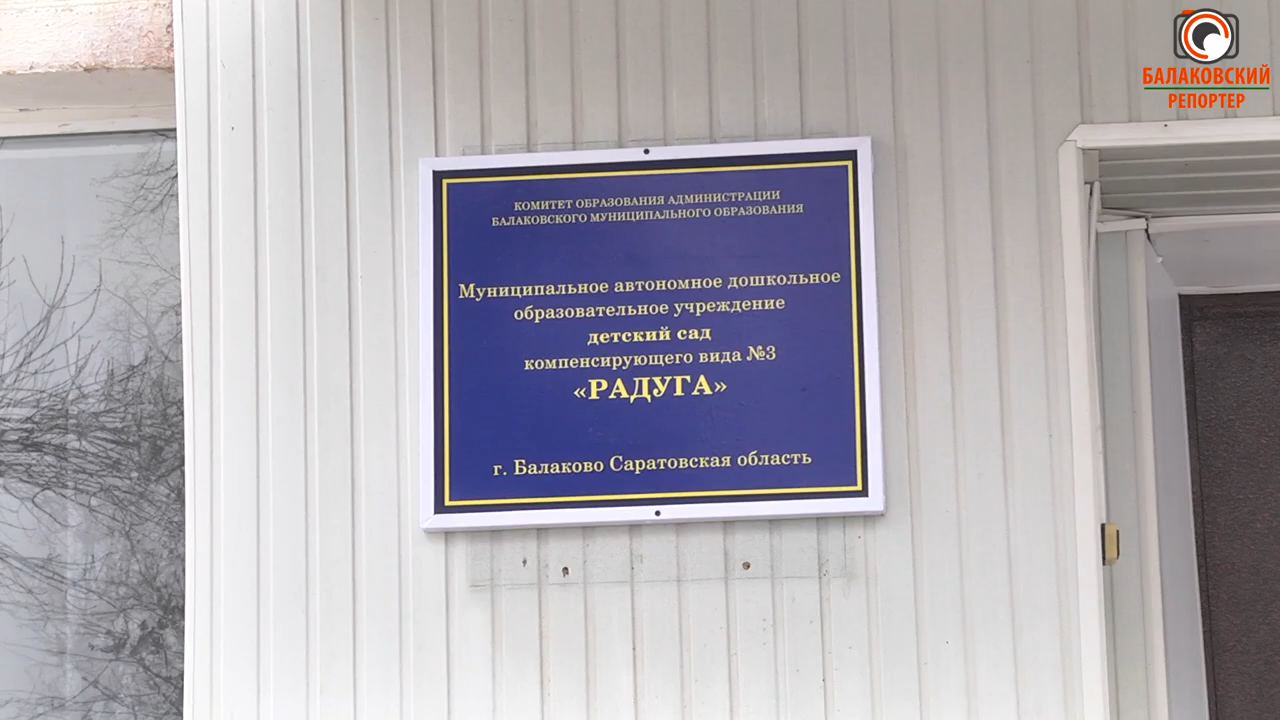 БАЛАКОВСКИЙ
РЕПОРТЕР
КОМИТЕТ ОБРАЗОВАНИЯ АДМИНИСТРАЦИИ
БАЛАКОВСКОГО МУНИЦИПАЛЬНОГО ОБРАЗОВАНИЯ
Муниципальное автономное дошкольное
образовательное учреждение
детский сад
компенсирующего вида №3
«РАДУГА»
г. Балаково Саратовская область